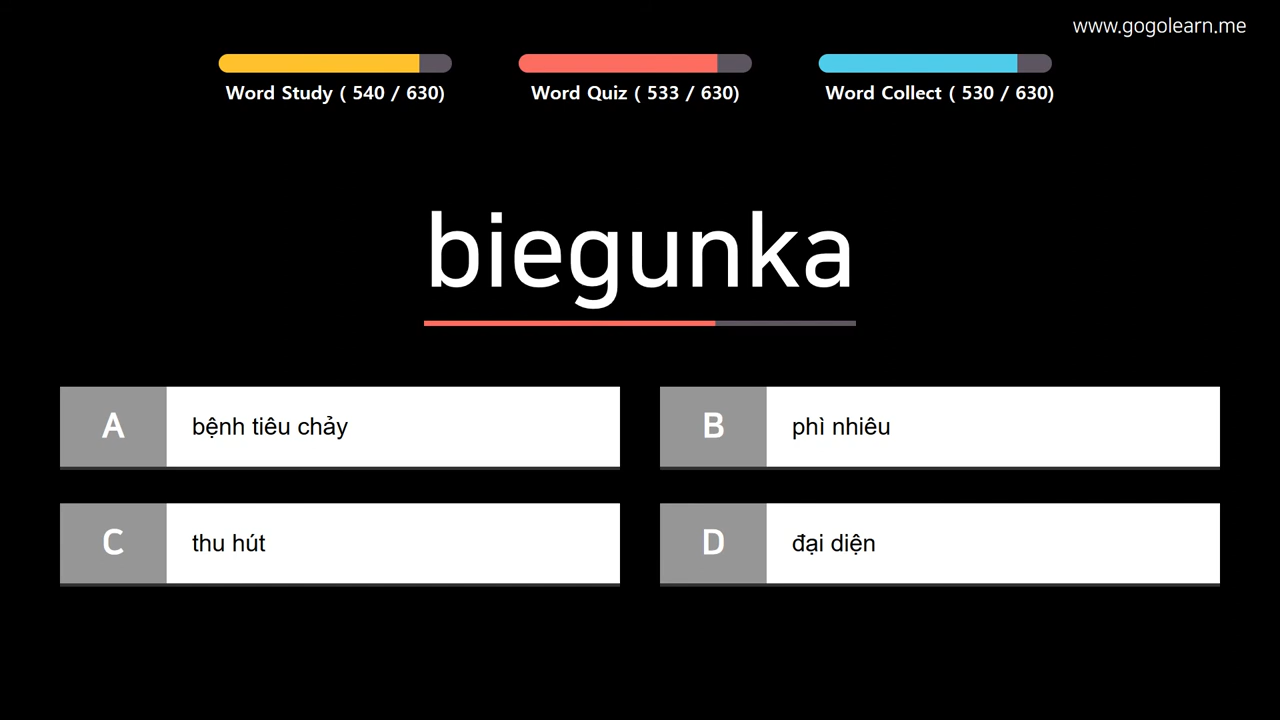 www.gogolearn.me
Word Study ( 540 / 630)
Word Quiz ( 533 / 630)
Word Collect ( 530 / 630)
biegunka
A bệnh tiêu chảy
B phì nhiêu
C thu hút
D đại diện